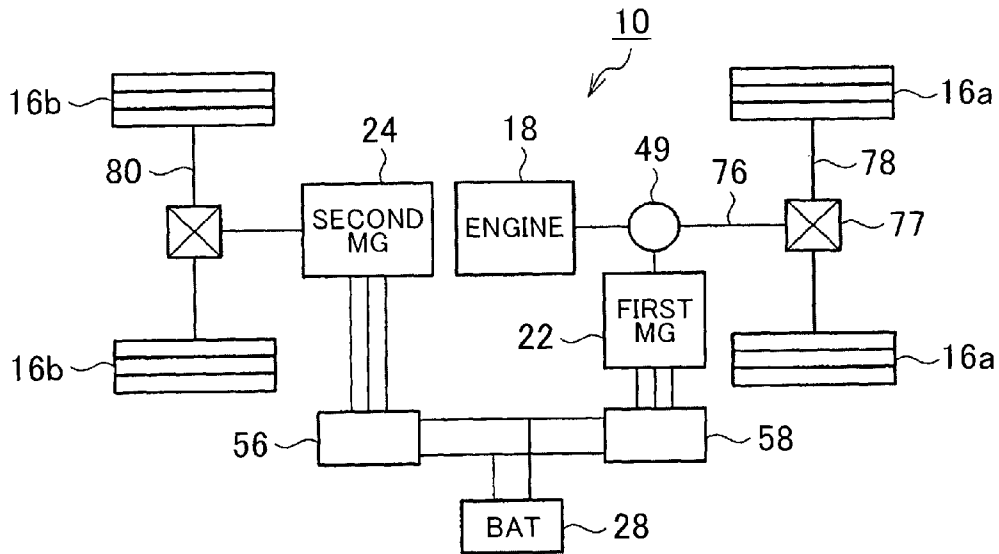 10
16b
16a
24
18
49
76
78
80
SECOND
MG
ENGINE
77
FIRST
MG
22
16b
16a
56
58
BAT
28